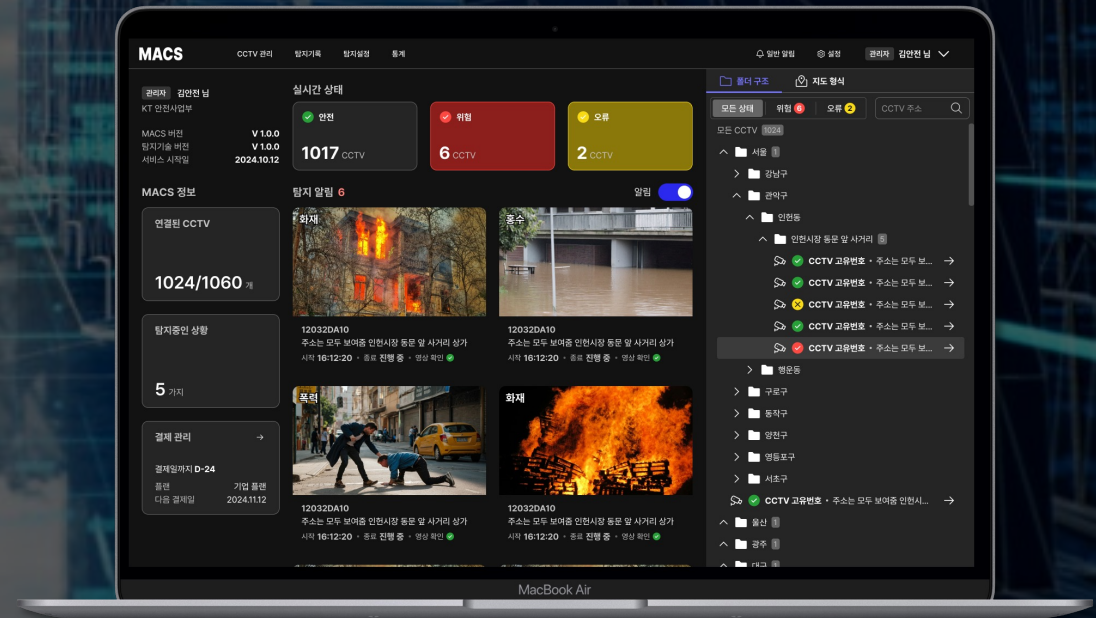 MACS
CCTV 관리 탐지기록 탐지설정 통계
일반 알림 설정 관리자 김안전 님
관리자 김안전 님
KT 안전사업부
MACS 버전 V 1.0.0
탐지기술 버전 V 1.0.0
서비스 시작일 2024.10.12
MACS 정보
연결된 CCTV
1024/1060 개
탐지중인 상황
5 가지
결제 관리 →
결제일까지 D-24
플랜 기업 플랜
다음 결제일 2024.11.12
실시간 상태
안전
1017 CCTV
위험
6 CCTV
오류
2 CCTV
탐지 알림 6
알림
화재
12032DA10
주소는 모두 보여줌 인헌시장 동문 앞 사거리 상가
시작 16:12:20 • 종료 진행 중 • 영상 확인
홍수
12032DA10
주소는 모두 보여줌 인헌시장 동문 앞 사거리 상가
시작 16:12:20 • 종료 진행 중 • 영상 확인
폭력
12032DA10
주소는 모두 보여줌 인헌시장 동문 앞 사거리 상가
시작 16:12:20 • 종료 진행 중 • 영상 확인
화재
12032DA10
주소는 모두 보여줌 인헌시장 동문 앞 사거리 상가
시작 16:12:20 • 종료 진행 중 • 영상 확인
폴더 구조 지도 형식
모든 상태 위험 6 오류 2 CCTV 주소
모든 CCTV 1024
서울 1
강남구
관악구
인헌동
인헌시장 동문 앞 사거리 5
CCTV 고유번호 • 주소는 모두 보... →
CCTV 고유번호 • 주소는 모두 보... →
CCTV 고유번호 • 주소는 모두 보... →
CCTV 고유번호 • 주소는 모두 보... →
CCTV 고유번호 • 주소는 모두 보... →
행운동
구로구
동작구
양천구
영등포구
서초구
CCTV 고유번호 • 주소는 모두 보여줌 인헌시... →
울산 1
광주 1
대구 1
MacBook Air